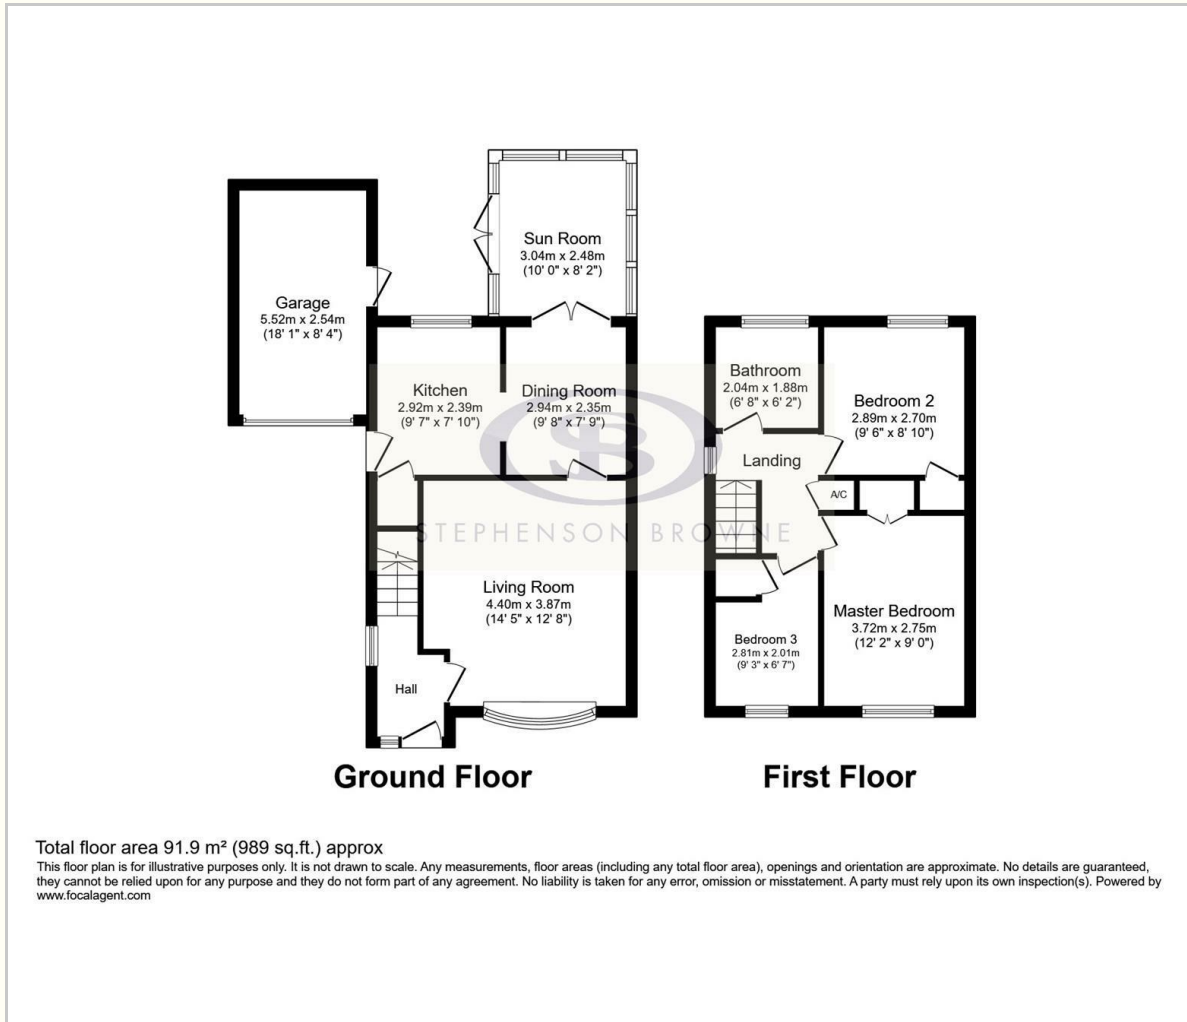 Sun Room
3.04m x 2.48m
(10' 0" x 8' 2")
Garage
5.52m x 2.54m
(18' 1" x 8' 4")
Kitchen
2.92m x 2.39m
(9' 7" x 7' 10")
Dining Room
2.94m x 2.35m
(9' 8" x 7' 9")
Living Room
4.40m x 3.87m
(14' 5" x 12' 8")
Hall
Ground Floor
Bathroom
2.04m x 1.88m
(6' 8" x 6' 2")
Bedroom 2
2.89m x 2.70m
(9' 6" x 8' 10")
Landing
A/C
Master Bedroom
3.72m x 2.75m
(12' 2" x 9' 0")
Bedroom 3
2.81m x 2.01m
(9' 3" x 6' 7")
First Floor
SB
STEPHENSON BROWNE
Total floor area 91.9 m² (989 sq.ft.) approx
This floor plan is for illustrative purposes only. It is not drawn to scale. Any measurements, floor areas (including any total floor area), openings and orientation are approximate. No details are guaranteed,
they cannot be relied upon for any purpose and they do not form part of any agreement. No liability is taken for any error, omission or misstatement. A party must rely upon its own inspection(s). Powered by
www.focalagent.com